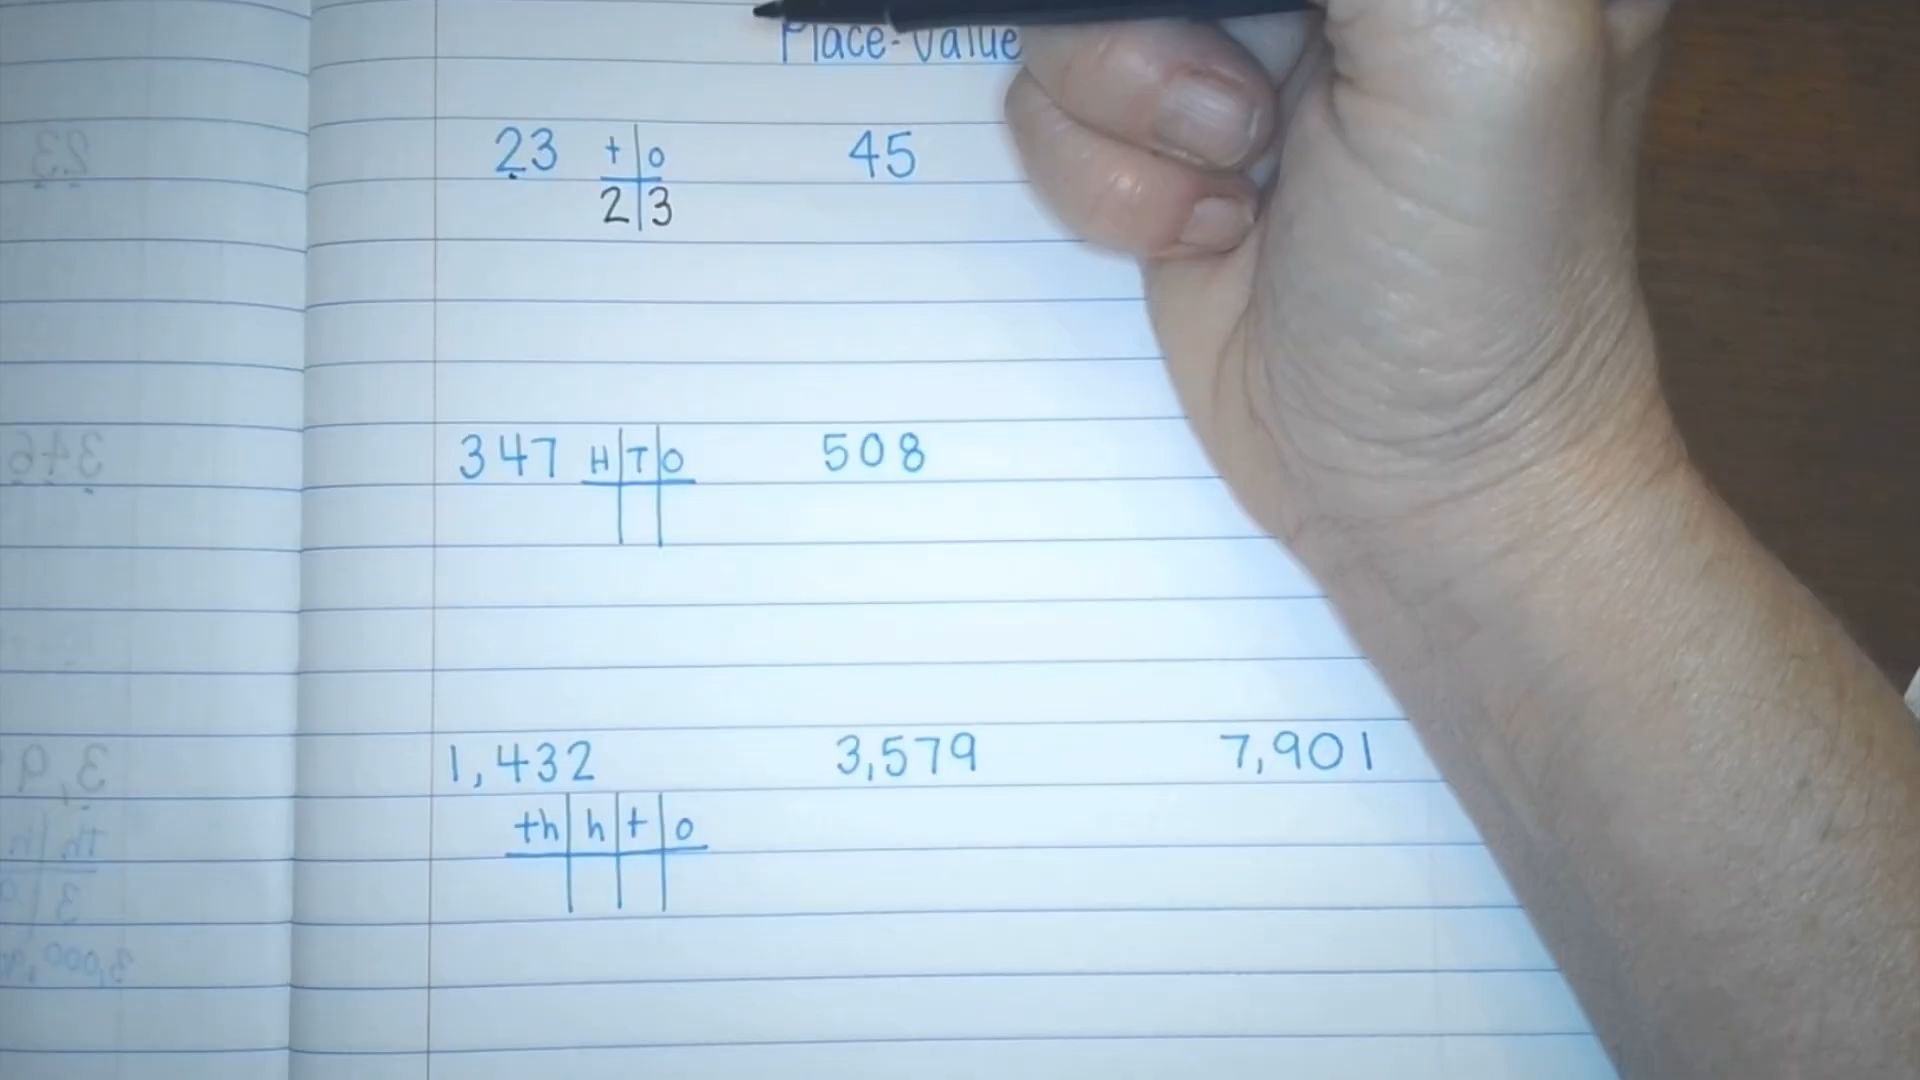 Place-Value
23 t o 45
2 3
347 H T O 508
1,432 3,579 7,901
th h t o